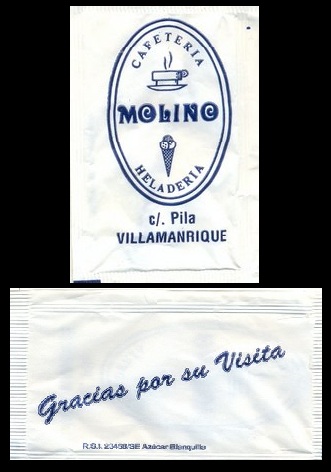 CAFETERIA
MOLINO
HELADERIA
c/. Pila
VILLAMANRIQUE
Gracias por su Visita
R.S.I. 23458/SE Azúcar Blanquilla